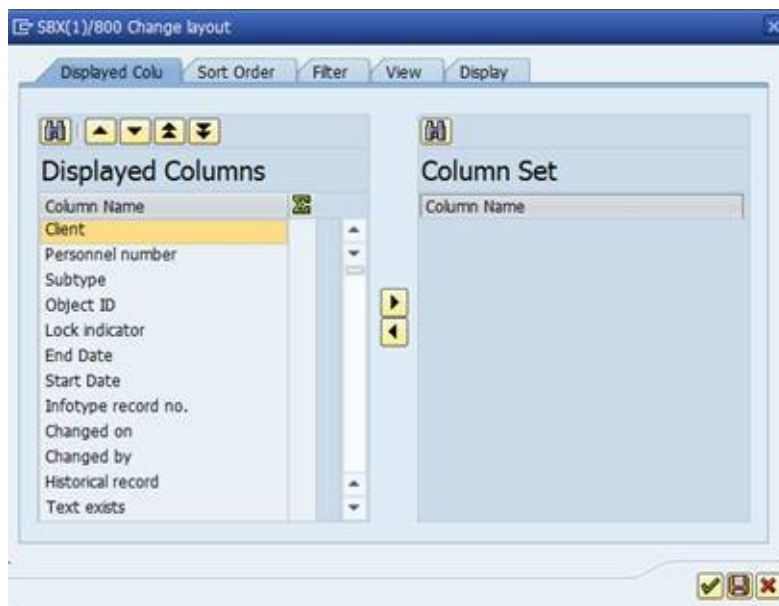 SBX(1)/800 Change layout
Displayed Colu
Sort Order
Filter
View
Display
Displayed Columns
Column Name
Client
Personnel number
Subtype
Object ID
Lock indicator
End Date
Start Date
Infotype record no.
Changed on
Changed by
Historical record
Text exists
Column Set
Column Name